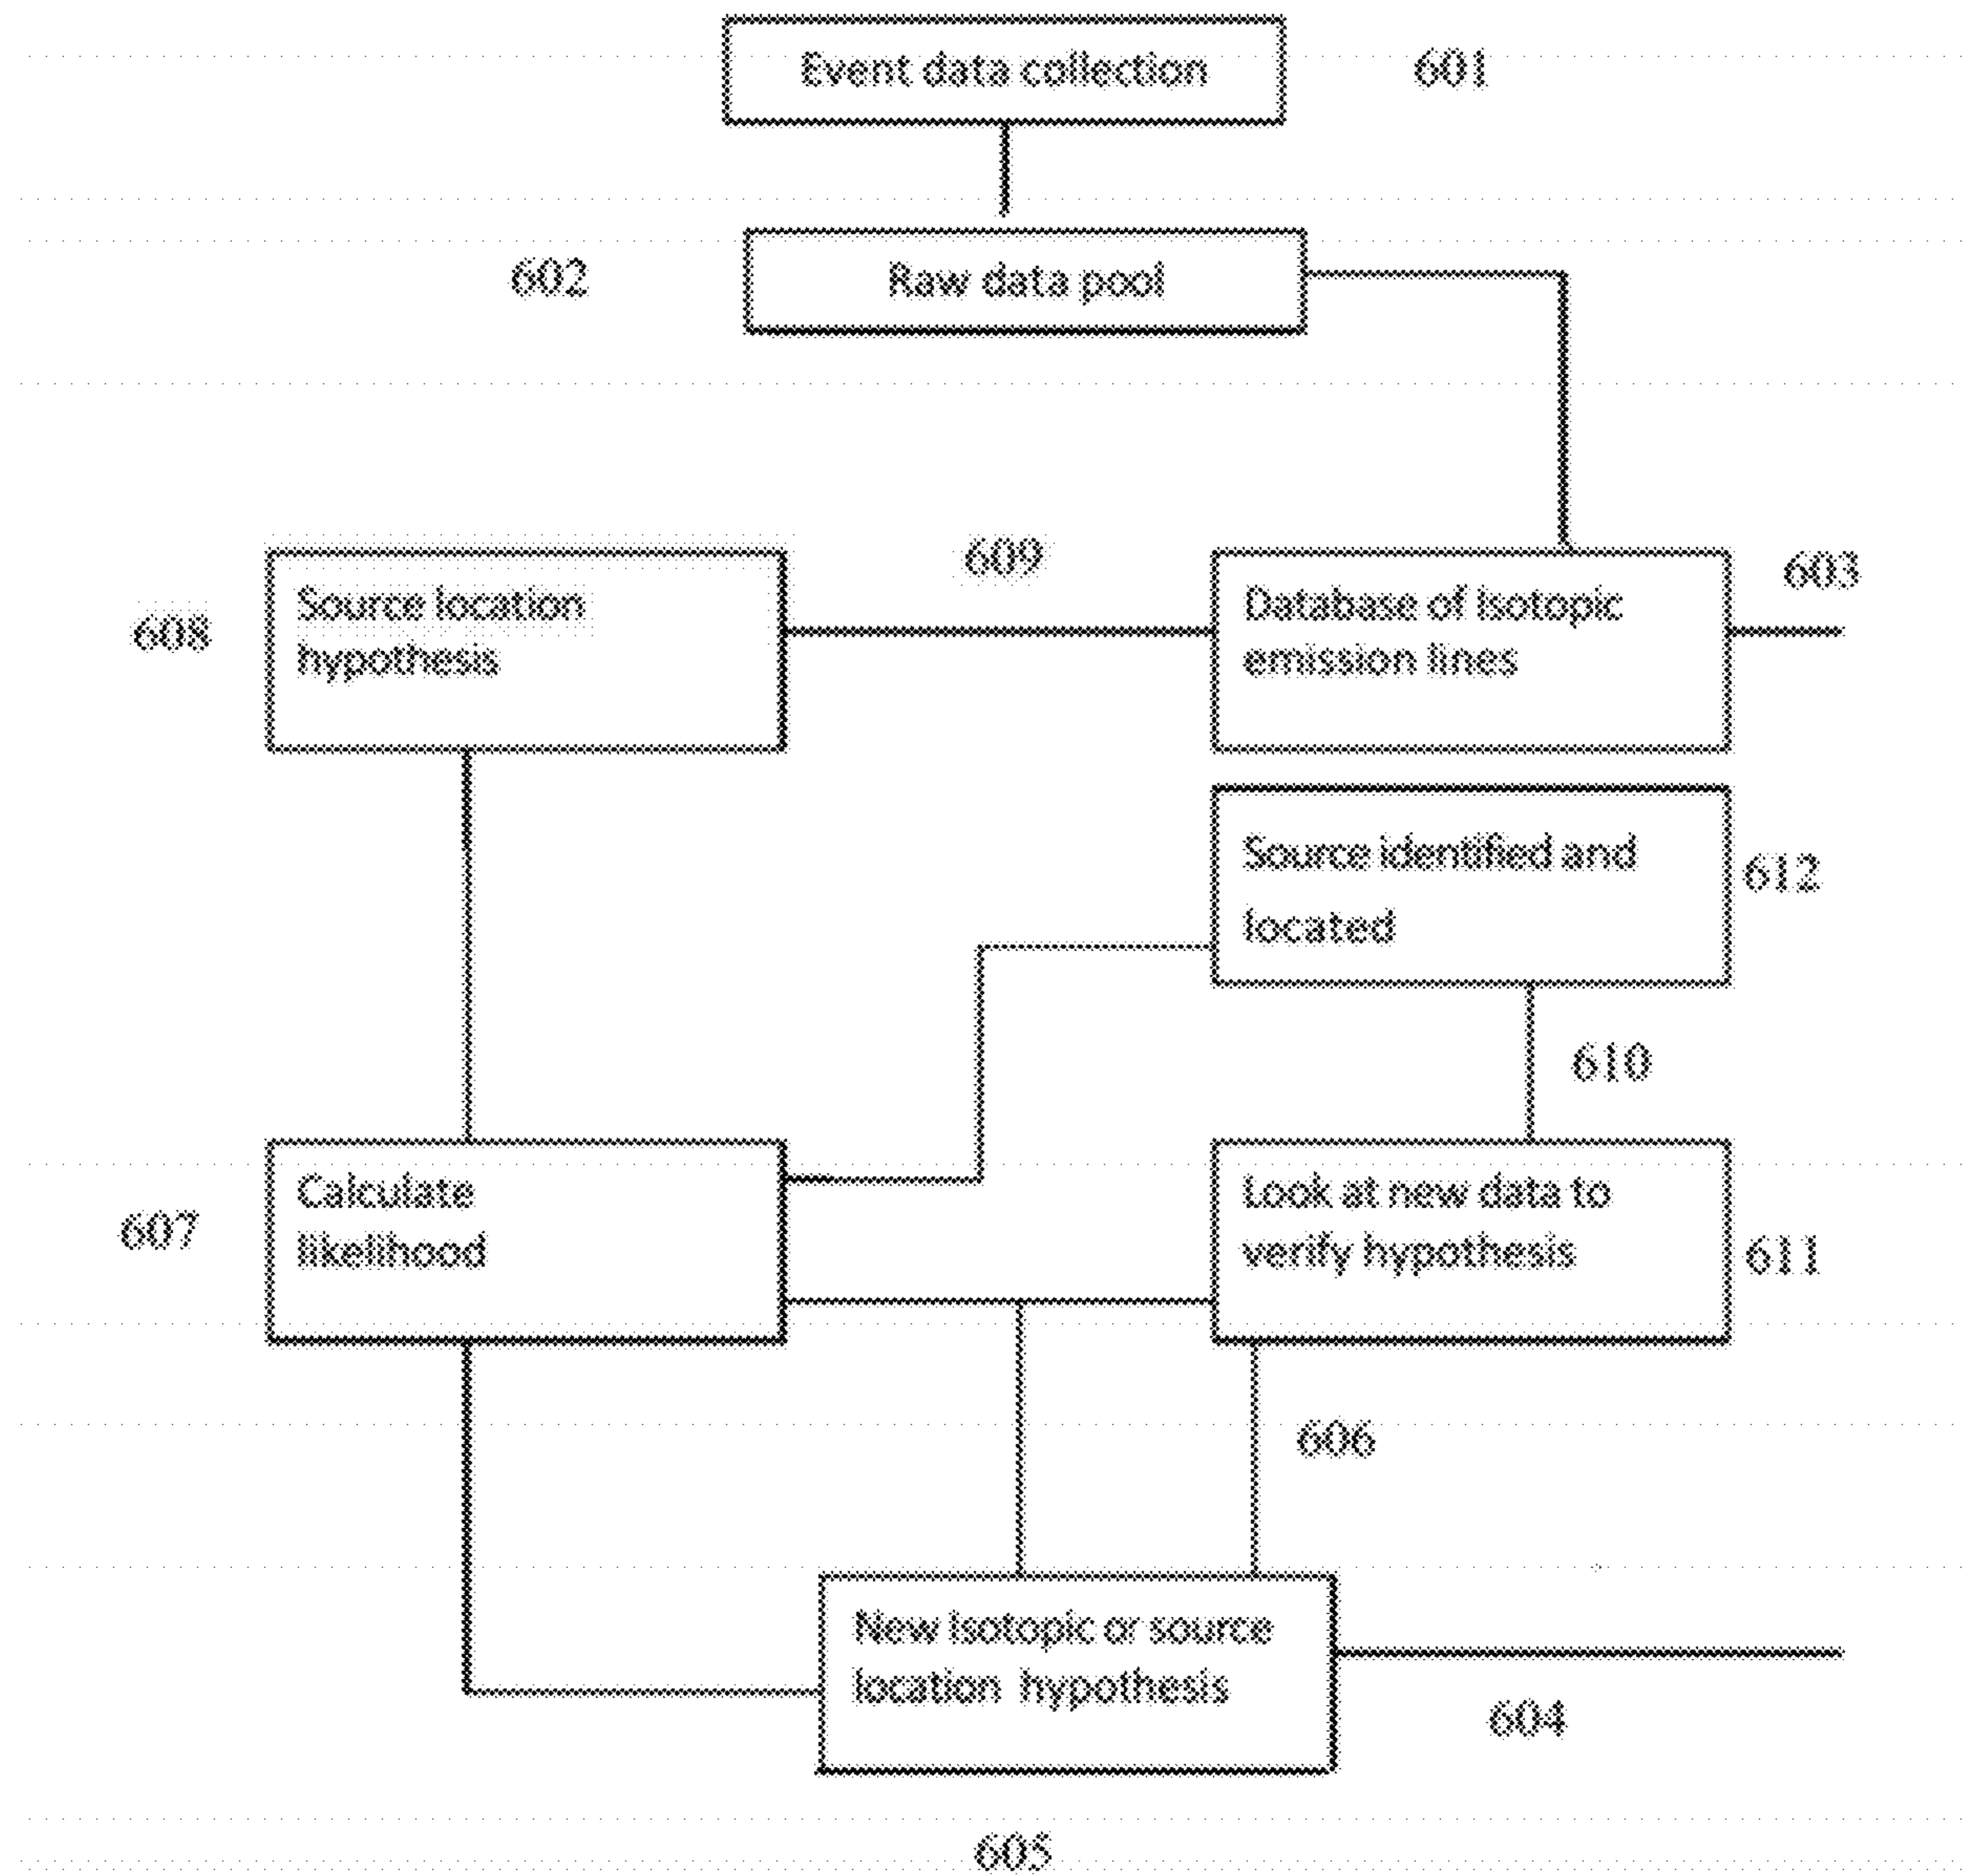 Event data collection
601
602
Raw data pool
609
603
608
Source location
hypothesis
Database of isotopic
emission lines
Source identified and
located
612
610
607
Calculate
likelihood
Look at new data to
verify hypothesis
611
606
New isotopic or source
location hypothesis
604
605